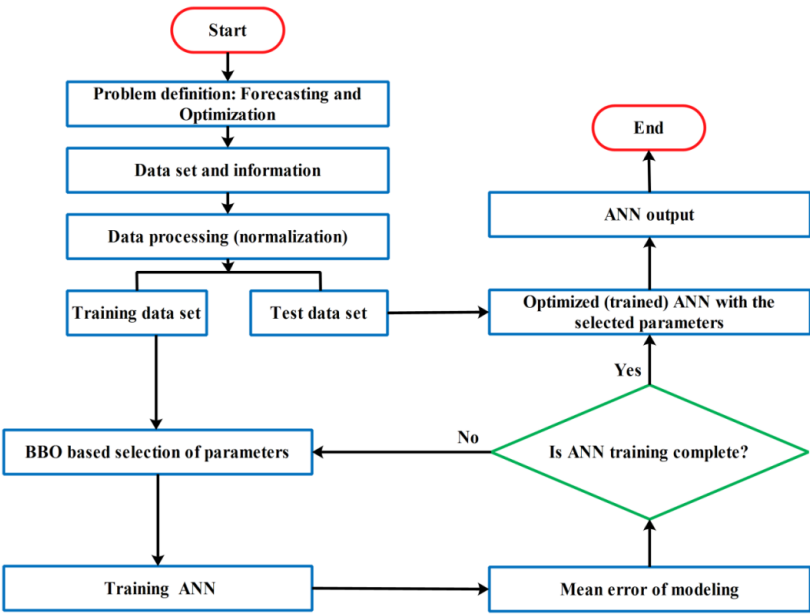 Start
Problem definition: Forecasting and
Optimization
Data set and information
Data processing (normalization)
Training data set
Test data set
End
ANN output
Optimized (trained) ANN with the
selected parameters
Yes
BBO based selection of parameters
No
Is ANN training complete?
Training ANN
Mean error of modeling